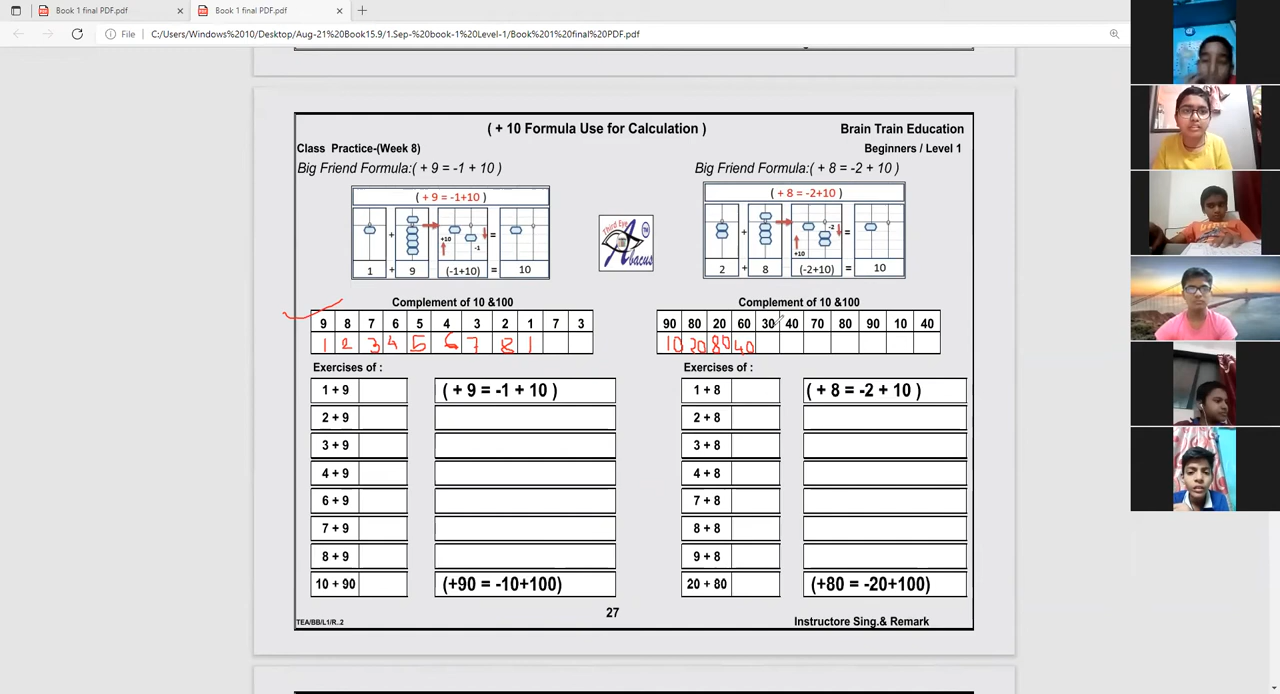 Book 1 final PDF.pdf
Book 1 final PDF.pdf
File
C:/Users/Windows%2010/Desktop/Aug-21%20Book15.9/1.Sep-%20book-1%20Level-1/Book%201%20final%20PDF.pdf
( + 10 Formula Use for Calculation ) Brain Train Education
Class Practice-(Week 8) Beginners / Level 1
Big Friend Formula:( + 9 = -1 + 10 ) Big Friend Formula:( + 8 = -2 + 10 )
( + 9 = -1+10 ) ( + 8 = -2+10 )
+ +10 -1 = + +10 -2 =
Third Eye Abacus TM
1 + 9 (-1+10) = 10 2 + 8 (-2+10) = 10
Complement of 10 &100 Complement of 10 &100
9 8 7 6 5 4 3 2 1 7 3 90 80 20 60 30 40 70 80 90 10 40
1 2 3 4 5 6 7 8 1 10 20 80 40
Exercises of : Exercises of :
1 + 9 ( + 9 = -1 + 10 ) 1 + 8 ( + 8 = -2 + 10 )
2 + 9 2 + 8
3 + 9 3 + 8
4 + 9 4 + 8
6 + 9 7 + 8
7 + 9 8 + 8
8 + 9 9 + 8
10 + 90 (+90 = -10+100) 20 + 80 (+80 = -20+100)
27
TEA/BB/L1/R..2 Instructore Sing.& Remark